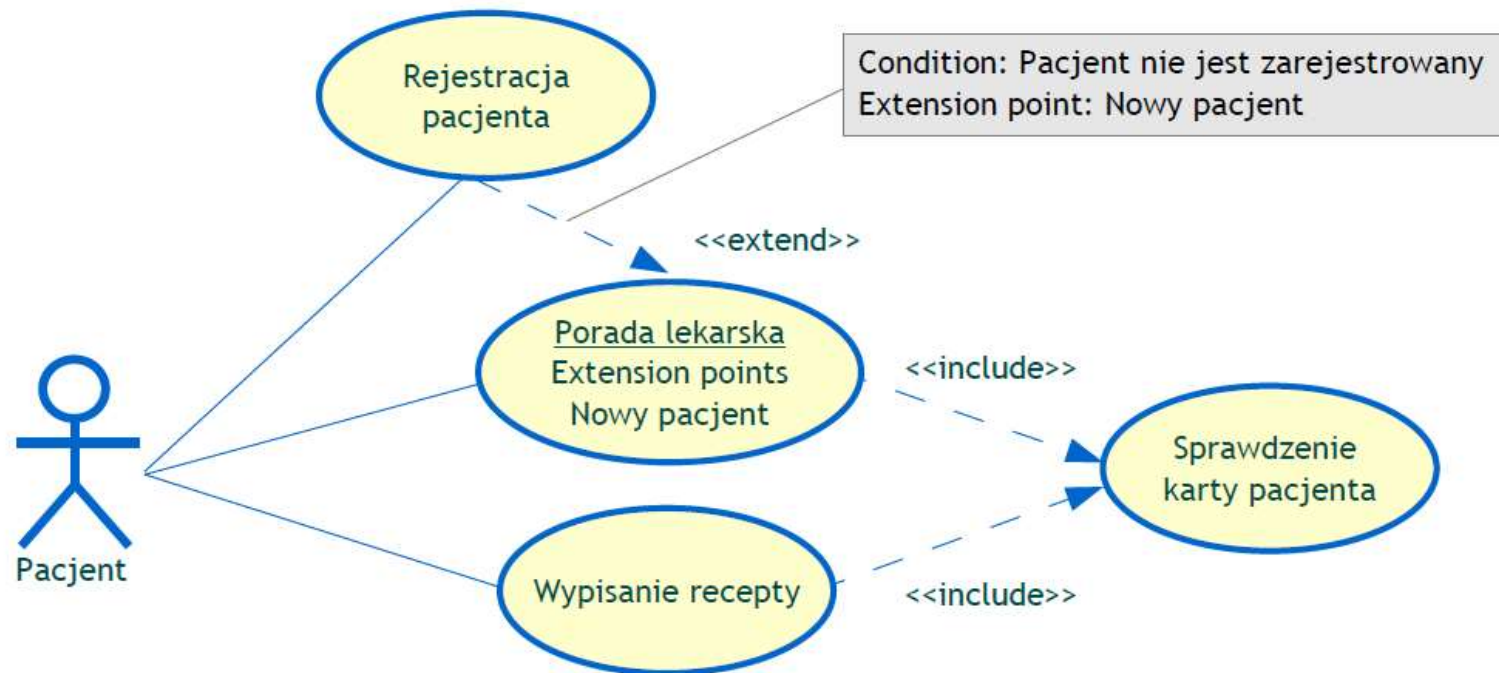 Rejestracja
pacjenta
Condition: Pacjent nie jest zarejestrowany
Extension point: Nowy pacjent
<<extend>>
Porada lekarska
Extension points
Nowy pacjent
<<include>>
Sprawdzenie
karty pacjenta
Pacjent
Wypisanie recepty
<<include>>